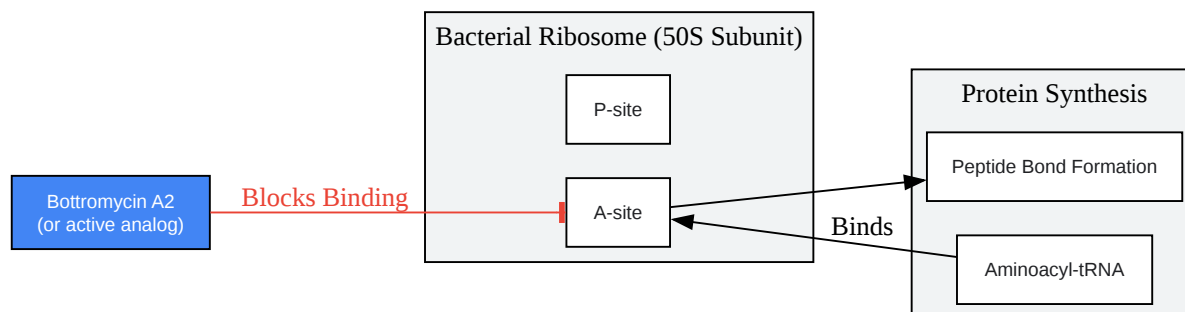 Bacterial Ribosome (50S Subunit)
P-site
A-site
Protein Synthesis
Peptide Bond Formation
Aminoacyl-tRNA
Bottromycin A2
(or active analog)
Blocks Binding
Binds